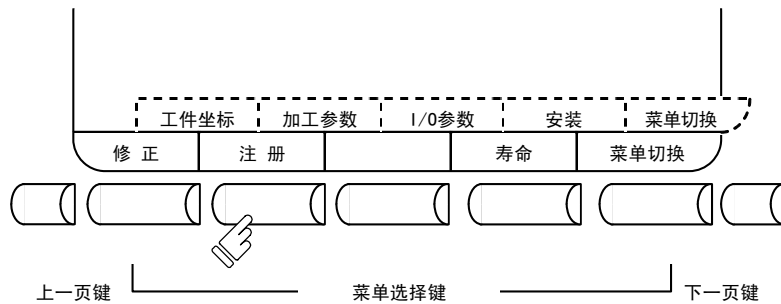 工件坐标 加工参数 I/O参数 安装 菜单切换
修 正 注 册 寿命 菜单切换
上一页键 菜单选择键 下一页键